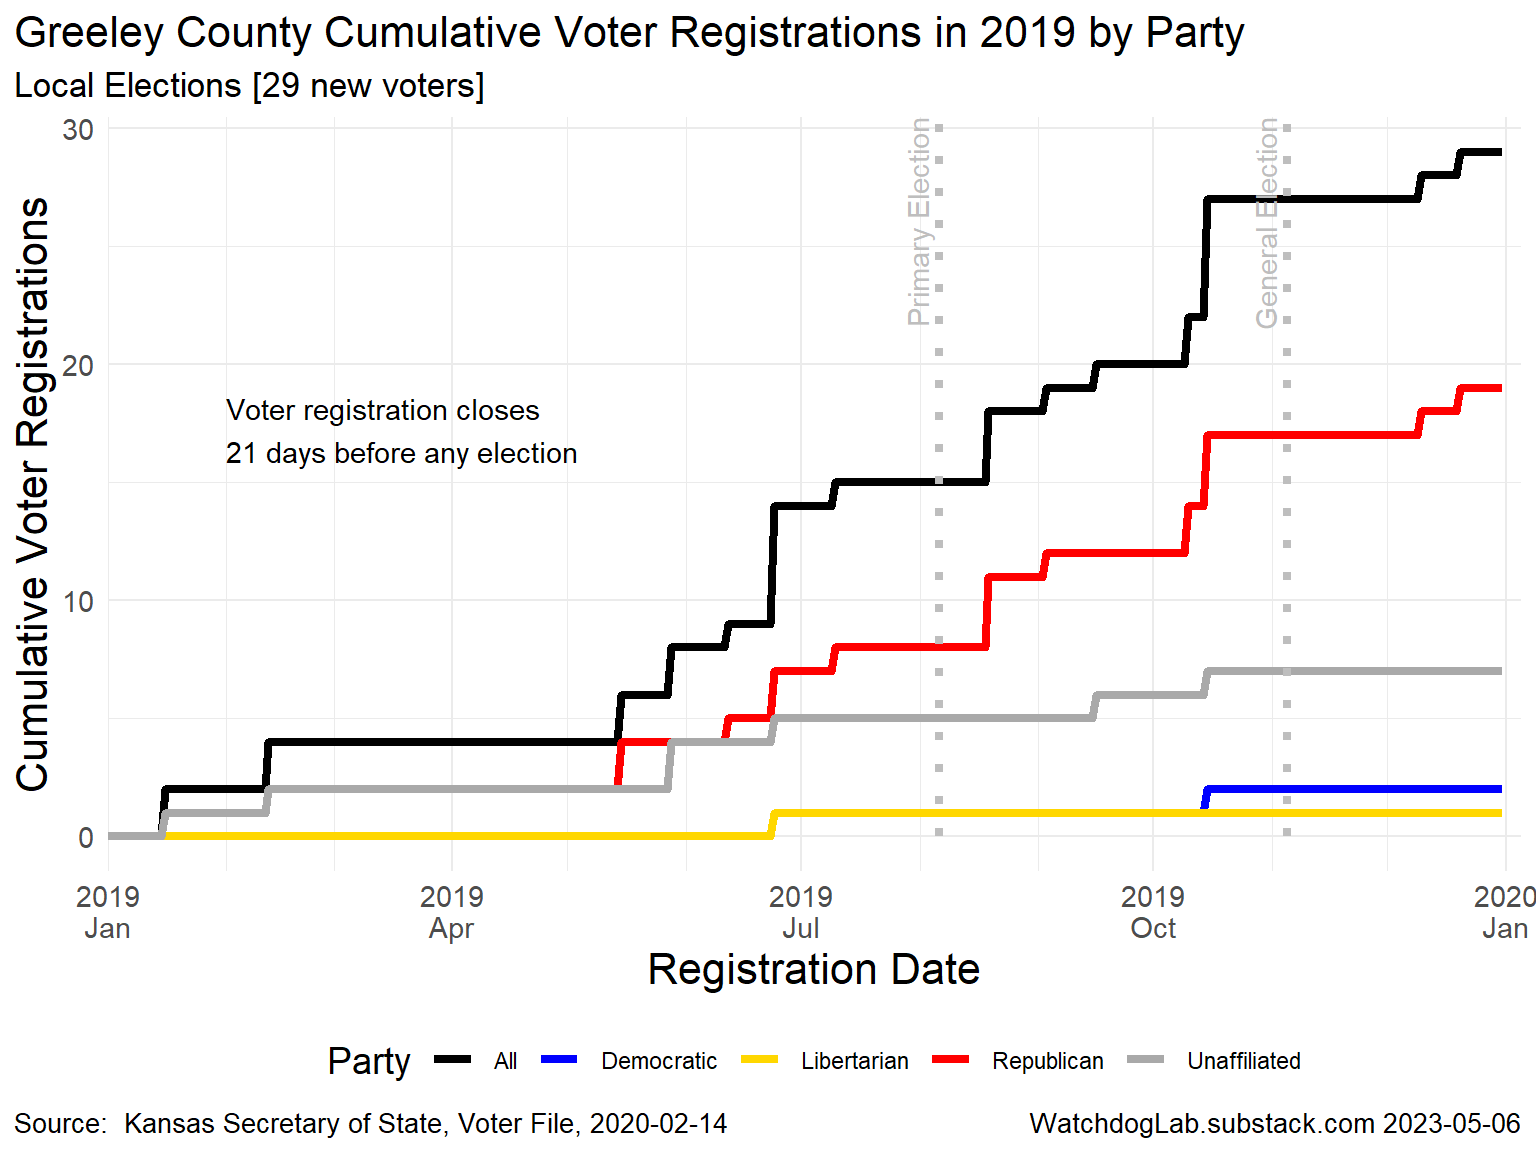 Greeley County Cumulative Voter Registrations in 2019 by Party
Local Elections [29 new voters]
Cumulative Voter Registrations
30
20
10
0
Primary Election
General Election
Voter registration closes
21 days before any election
2019
Jan
2019
Apr
2019
Jul
2019
Oct
2020
Jan
Registration Date
Party
All
Democratic
Libertarian
Republican
Unaffiliated
Source:  Kansas Secretary of State, Voter File, 2020-02-14
WatchdogLab.substack.com 2023-05-06